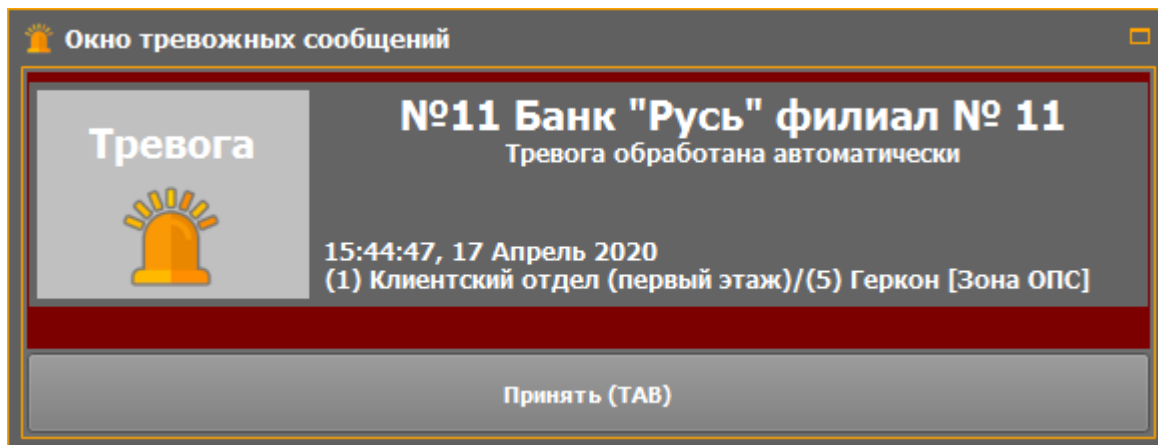 Окно тревожных сообщений
Тревога
№11 Банк "Русь" филиал № 11
Тревога обработана автоматически
15:44:47, 17 Апрель 2020
(1) Клиентский отдел (первый этаж)/(5) Геркон [Зона ОПС]
Принять (TAB)